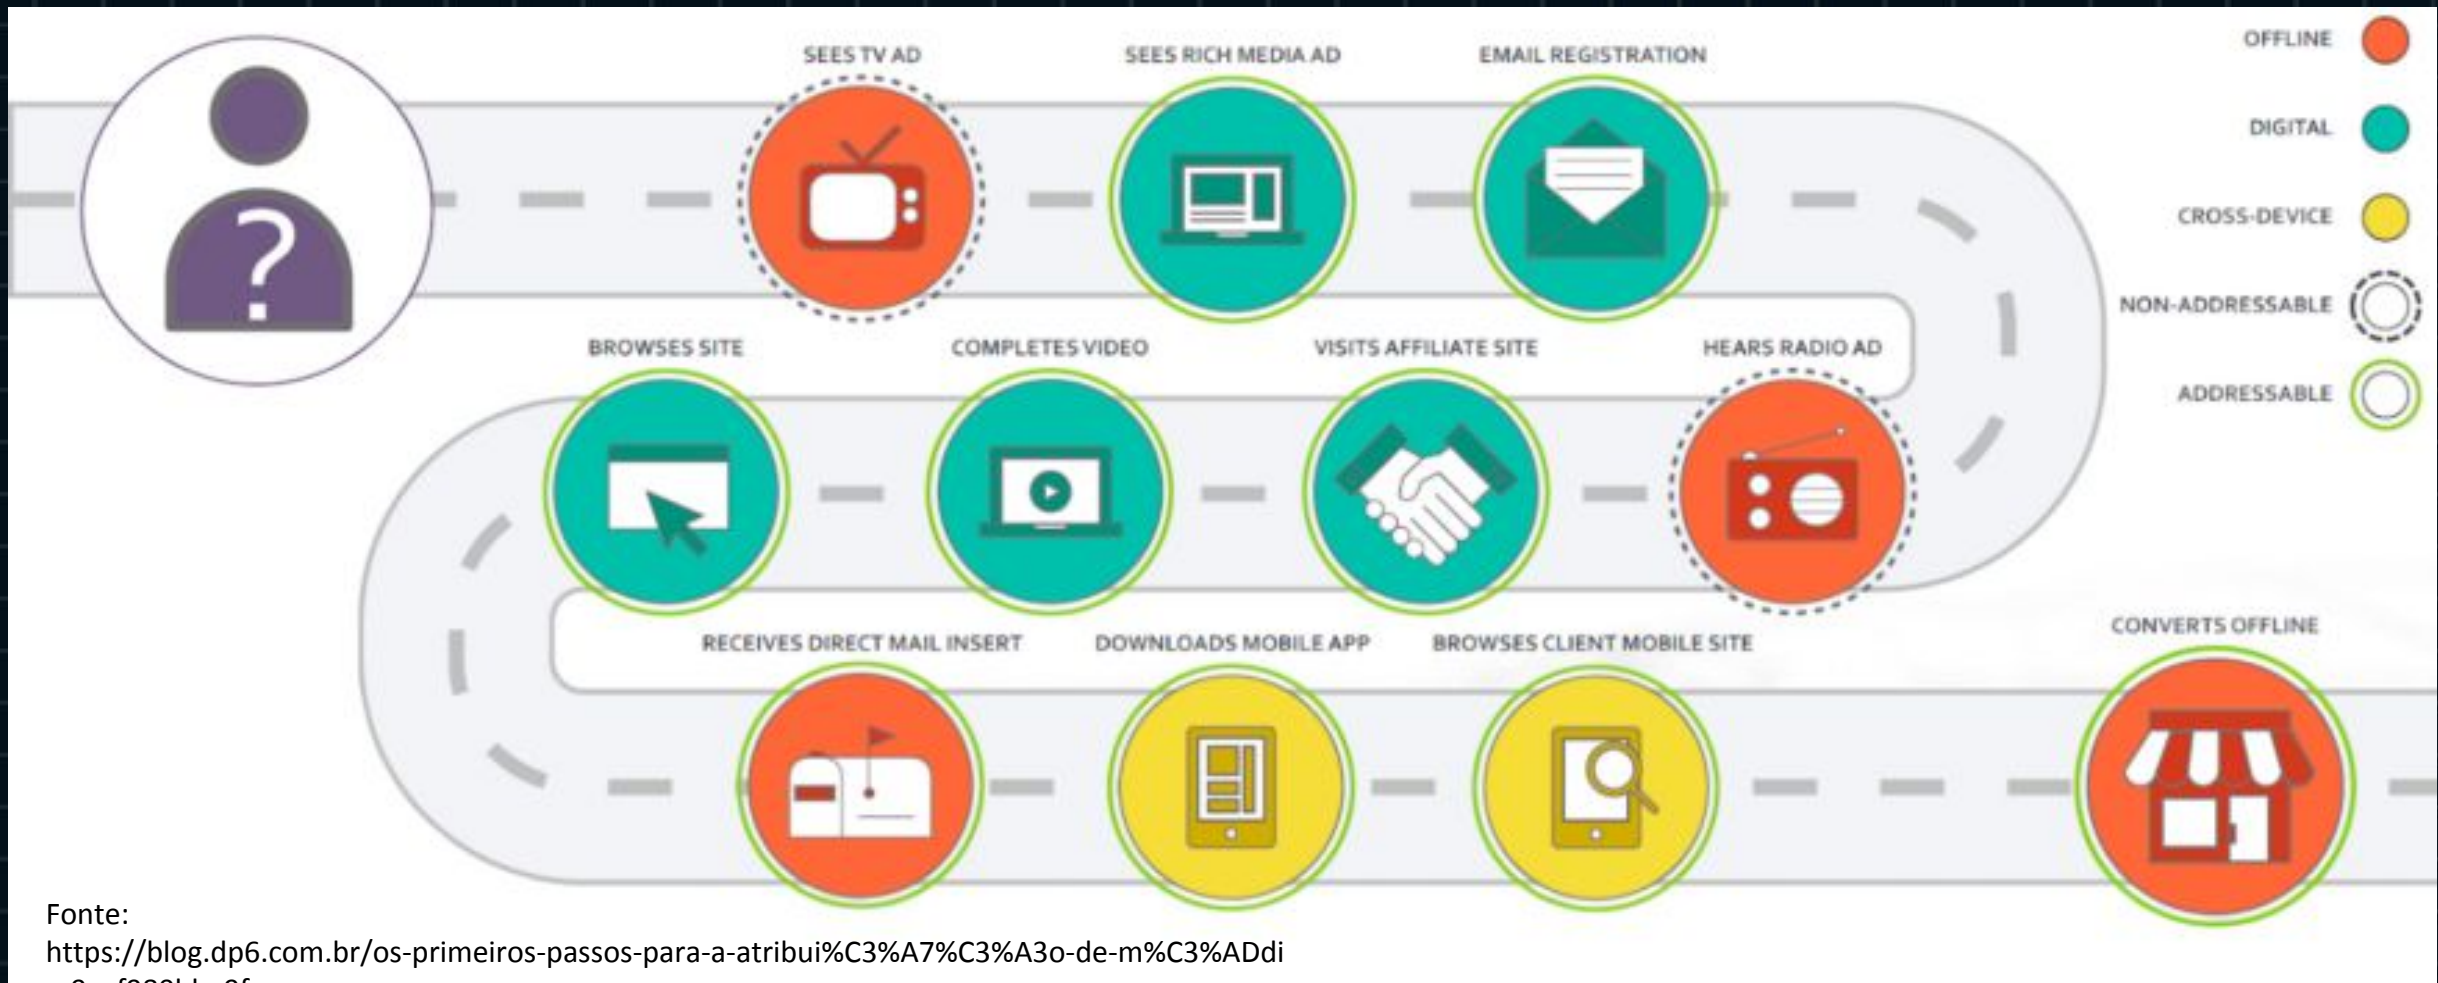 SEES TV AD
SEES RICH MEDIA AD
EMAIL REGISTRATION
OFFLINE
DIGITAL
CROSS-DEVICE
NON-ADDRESSABLE
ADDRESSABLE
?
BROWSES SITE
COMPLETES VIDEO
VISITS AFFILIATE SITE
HEARS RADIO AD
RECEIVES DIRECT MAIL INSERT
DOWNLOADS MOBILE APP
BROWSES CLIENT MOBILE SITE
CONVERTS OFFLINE
Fonte:
https://blog.dp6.com.br/os-primeiros-passos-para-a-atribui%C3%A7%C3%A3o-de-m%C3%ADdi